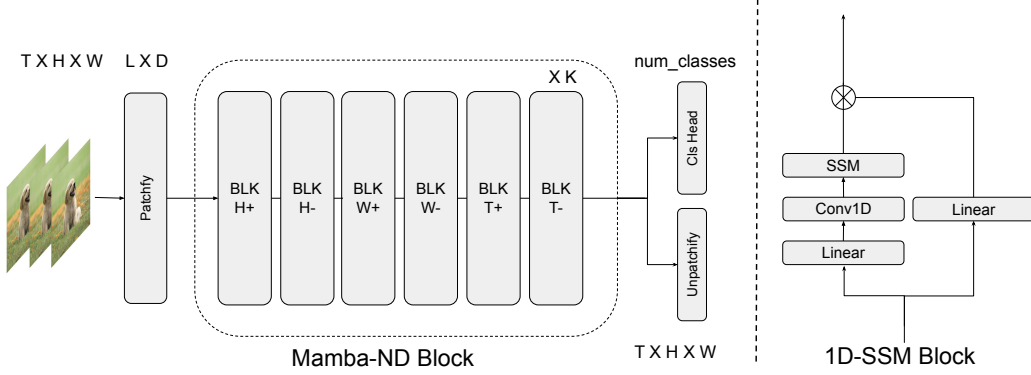 T X H X W
L X D
X K
num_classes
Patchfy
BLK
H+
BLK
H-
BLK
W+
BLK
W-
BLK
T+
BLK
T-
Cls Head
Unpatchify
T X H X W
Mamba-ND Block
SSM
Conv1D
Linear
Linear
1D-SSM Block